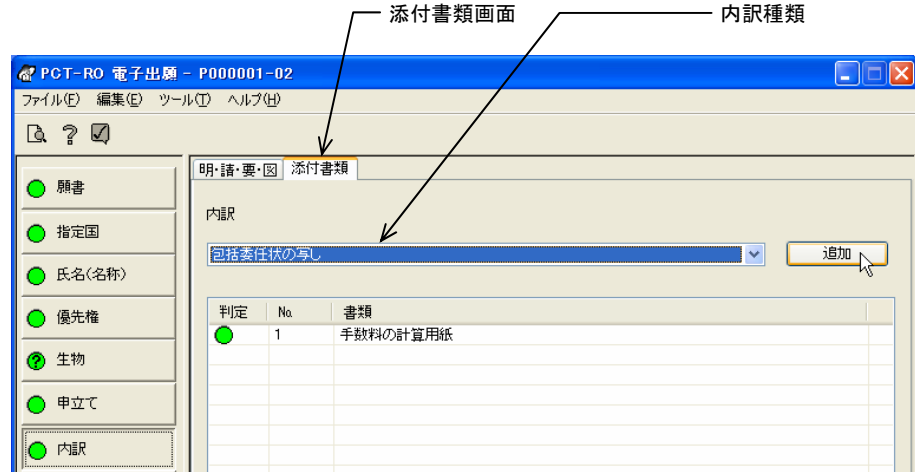 添付書類画面
内訳種類
PCT-RO 電子出願 - P000001-02
ファイル(F) 編集(E) ツール(T) ヘルプ(H)
明・請・要・図 添付書類
願書
指定国
氏名(名称)
優先権
生物
申立て
内訳
内訳
包括委任状の写し
追加
判定 No. 書類
1 手数料の計算用紙